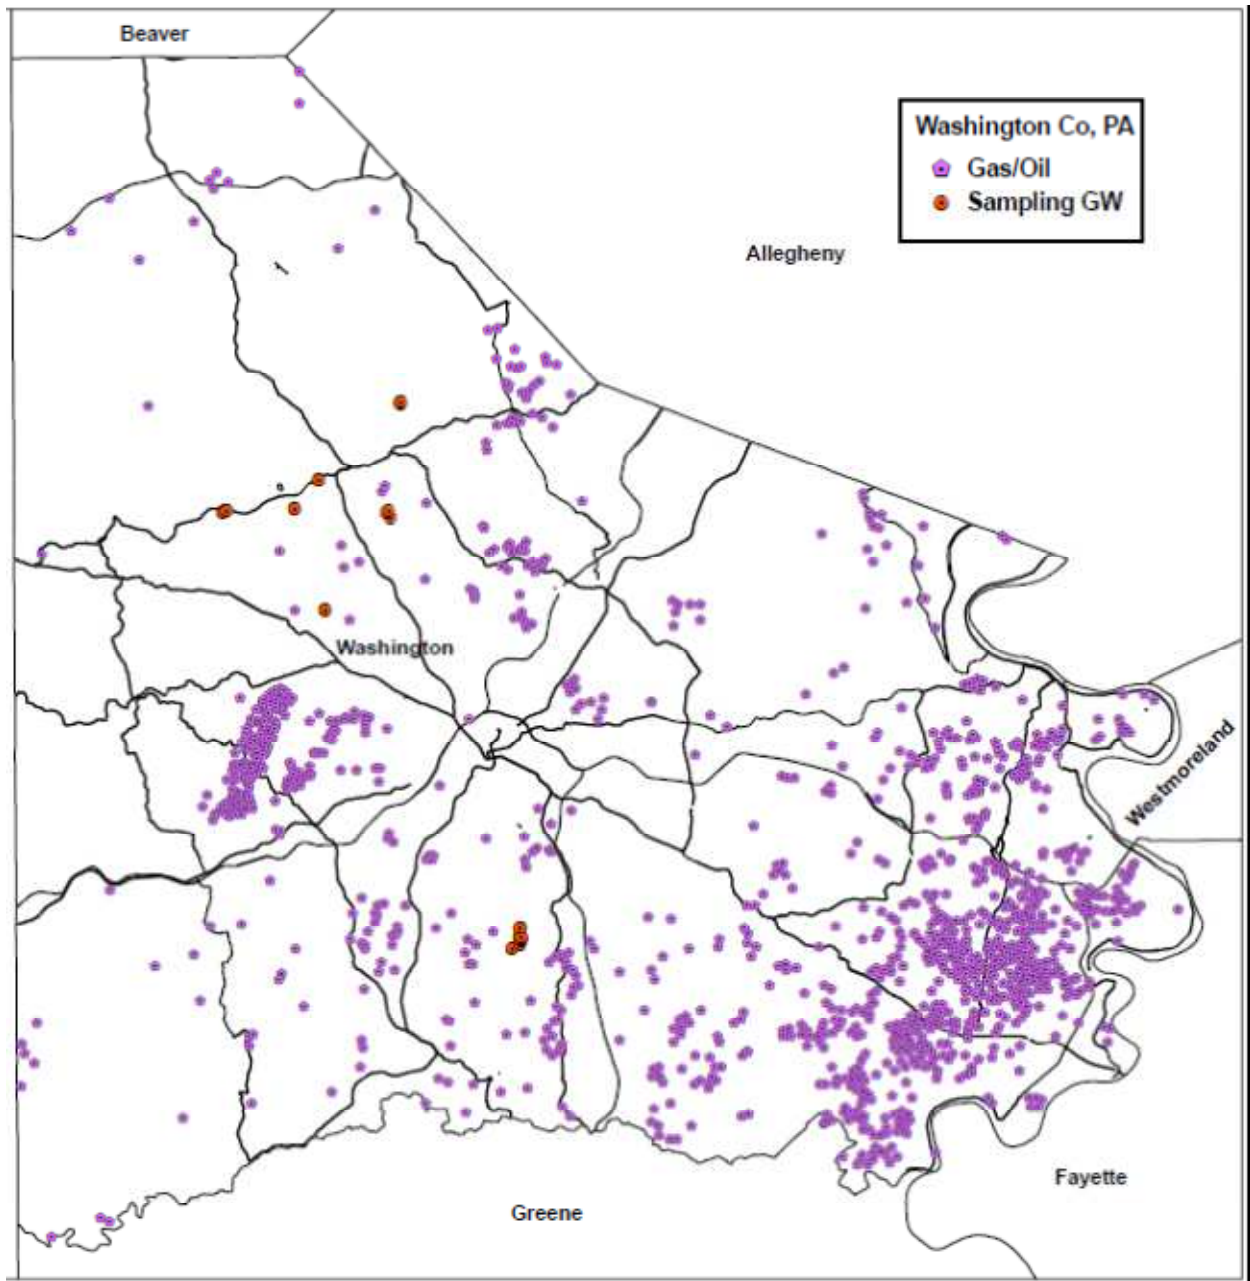 Beaver
Washington Co, PA
Gas/Oil
Sampling GW
Allegheny
Washington
Westmoreland
Fayette
Greene